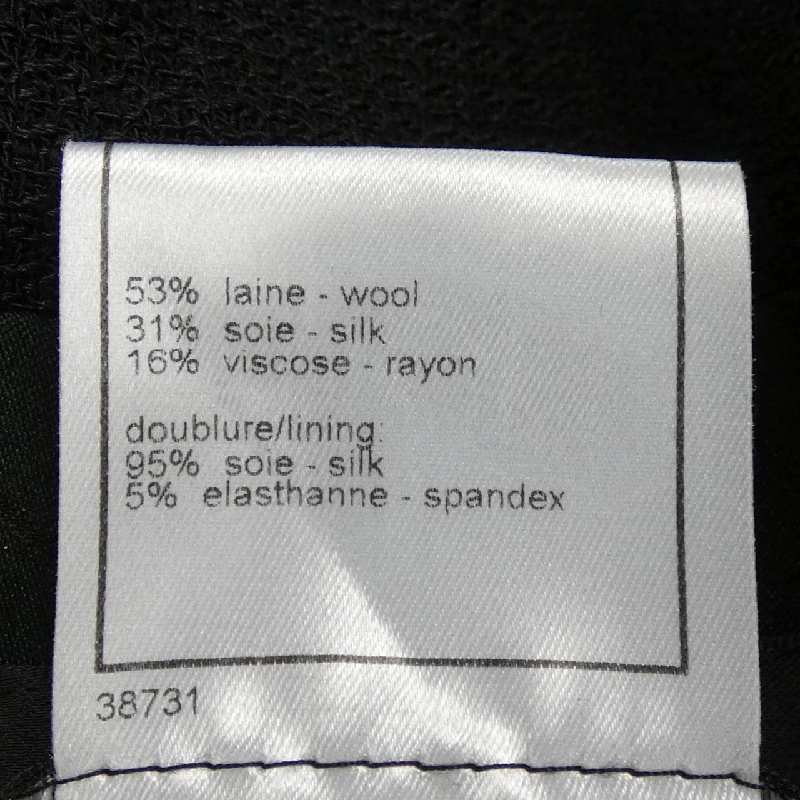 53% laine - wool
31% soie - silk
16% viscose - rayon
doublure/lining:
95% soie - silk
5% elasthanne - spandex
38731